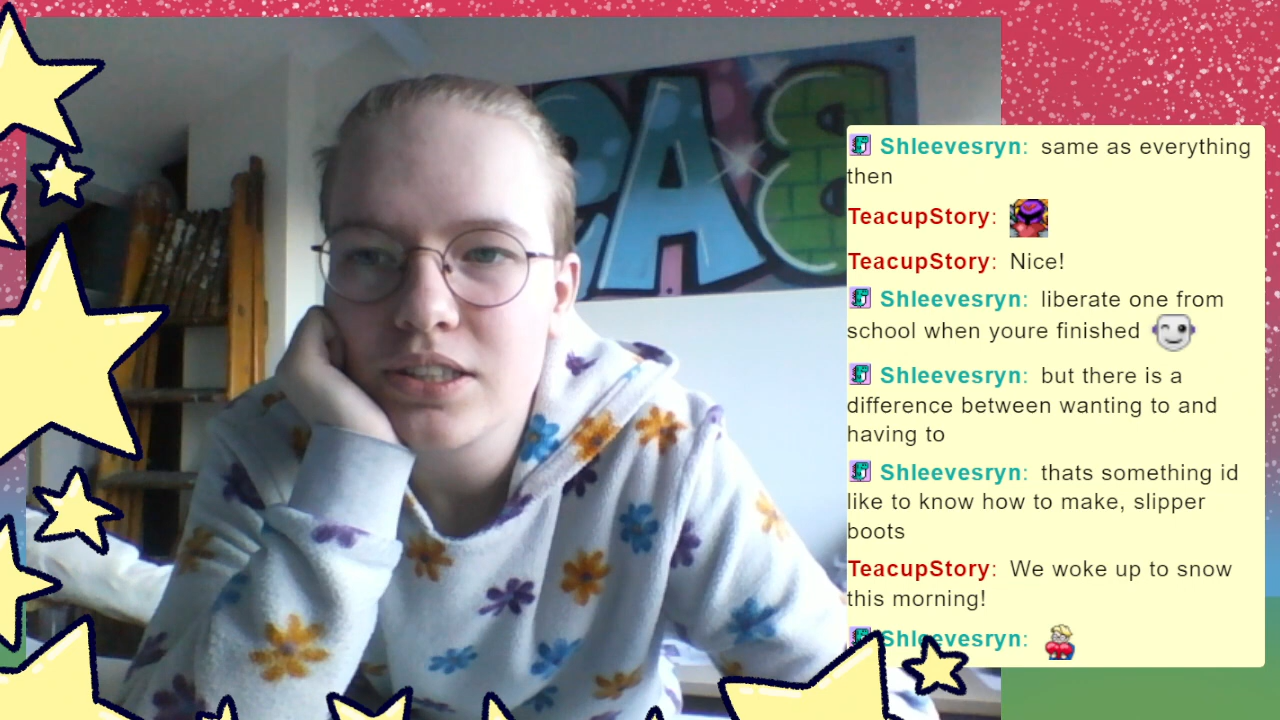 PAE
Shleevesryn: same as everything
then
TeacupStory:
TeacupStory: Nice!
Shleevesryn: liberate one from
school when youre finished
Shleevesryn: but there is a
difference between wanting to and
having to
Shleevesryn: thats something id
like to know how to make, slipper
boots
TeacupStory: We woke up to snow
this morning!
Shleevesryn: